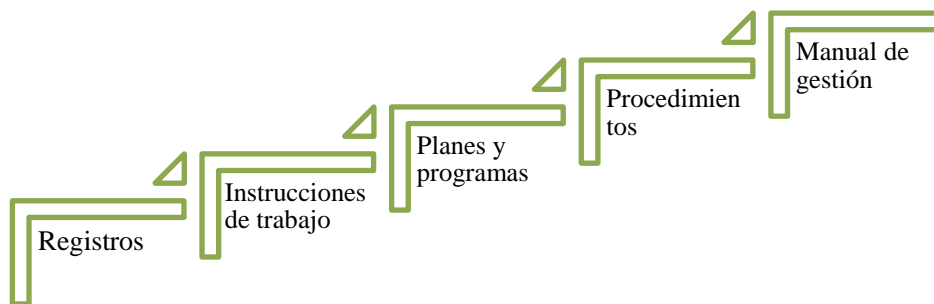 Registros
Instrucciones
de trabajo
Planes y
programas
Procedimien
tos
Manual de
gestión